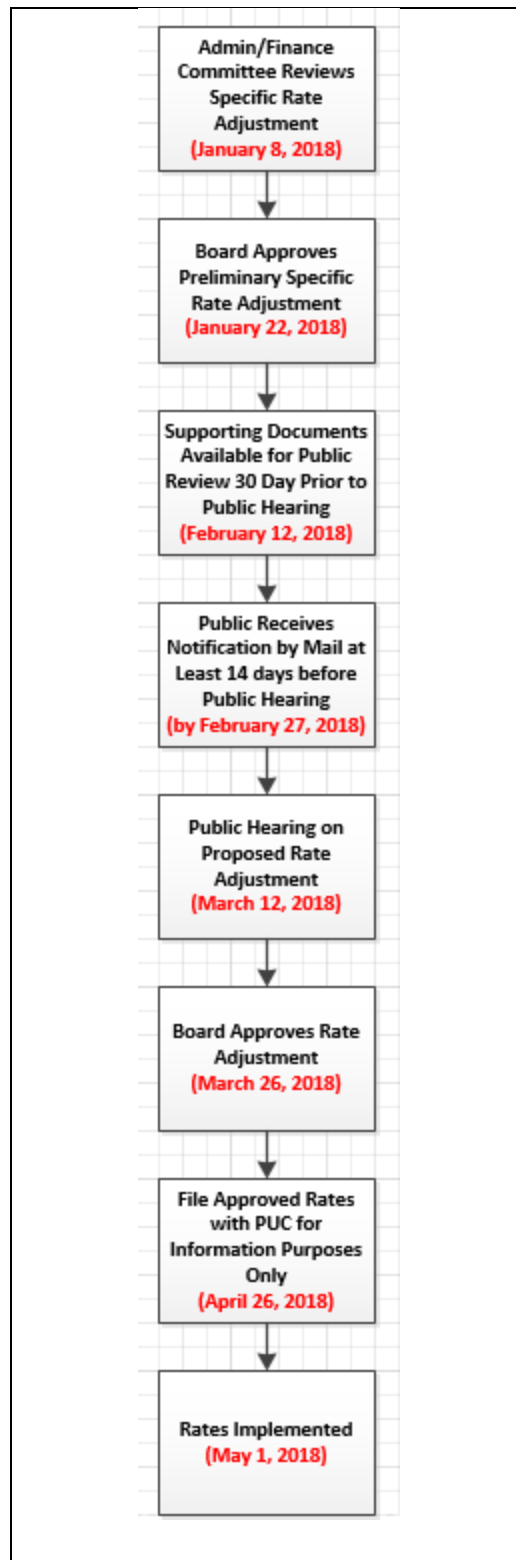 Admin/Finance
Committee Reviews
Specific Rate
Adjustment
(January 8, 2018)
Board Approves
Preliminary Specific
Rate Adjustment
(January 22, 2018)
Supporting Documents
Available for Public
Review 30 Day Prior to
Public Hearing
(February 12, 2018)
Public Receives
Notification by Mail at
Least 14 days before
Public Hearing
(by February 27, 2018)
Public Hearing on
Proposed Rate
Adjustment
(March 12, 2018)
Board Approves Rate
Adjustment
(March 26, 2018)
File Approved Rates
with PUC for
Information Purposes
Only
(April 26, 2018)
Rates Implemented
(May 1, 2018)